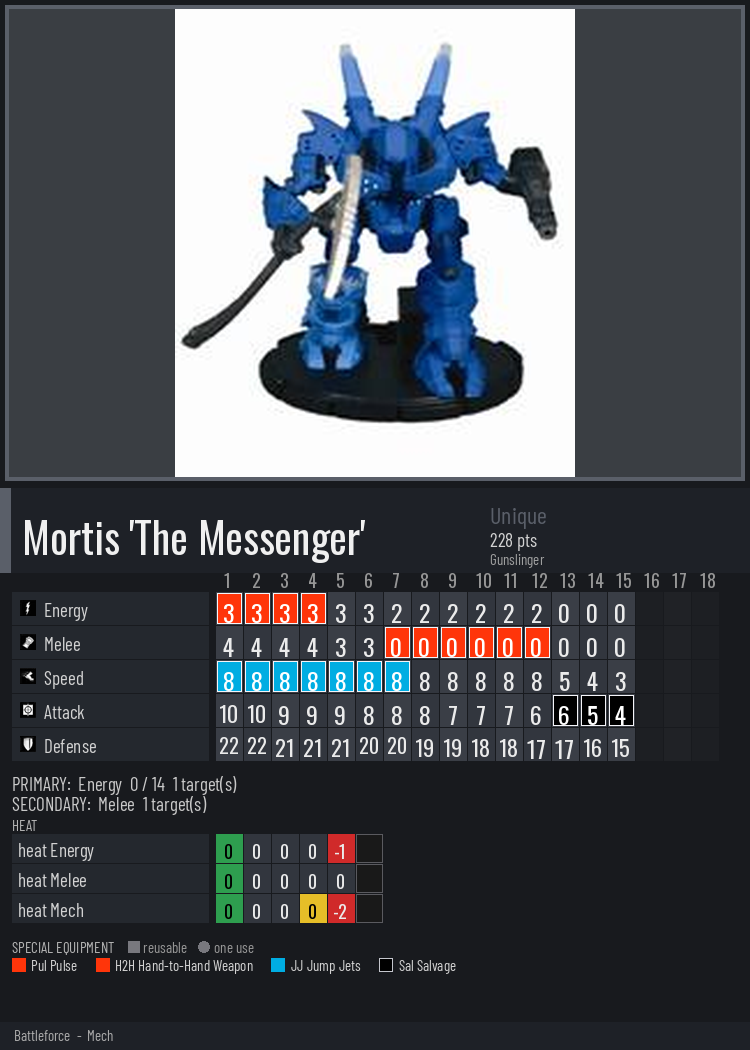 Mortis 'The Messenger'
Unique
228 pts
Gunslinger
1 2 3 4 5 6 7 8 9 10 11 12 13 14 15 16 17 18
Energy 3 3 3 3 3 3 2 2 2 2 2 2 0 0 0
Melee 4 4 4 4 3 3 0 0 0 0 0 0 0 0 0
Speed 8 8 8 8 8 8 8 8 8 8 8 8 5 4 3
Attack 10 10 9 9 9 8 8 8 7 7 7 6 6 5 4
Defense 22 22 21 21 21 20 20 19 19 18 18 17 17 16 15
PRIMARY: Energy 0 / 14 1 target(s)
SECONDARY: Melee 1 target(s)
HEAT
heat Energy 0 0 0 0 -1
heat Melee 0 0 0 0 0
heat Mech 0 0 0 0 -2
SPECIAL EQUIPMENT reusable one use
Pul Pulse H2H Hand-to-Hand Weapon JJ Jump Jets Sal Salvage
Battleforce - Mech